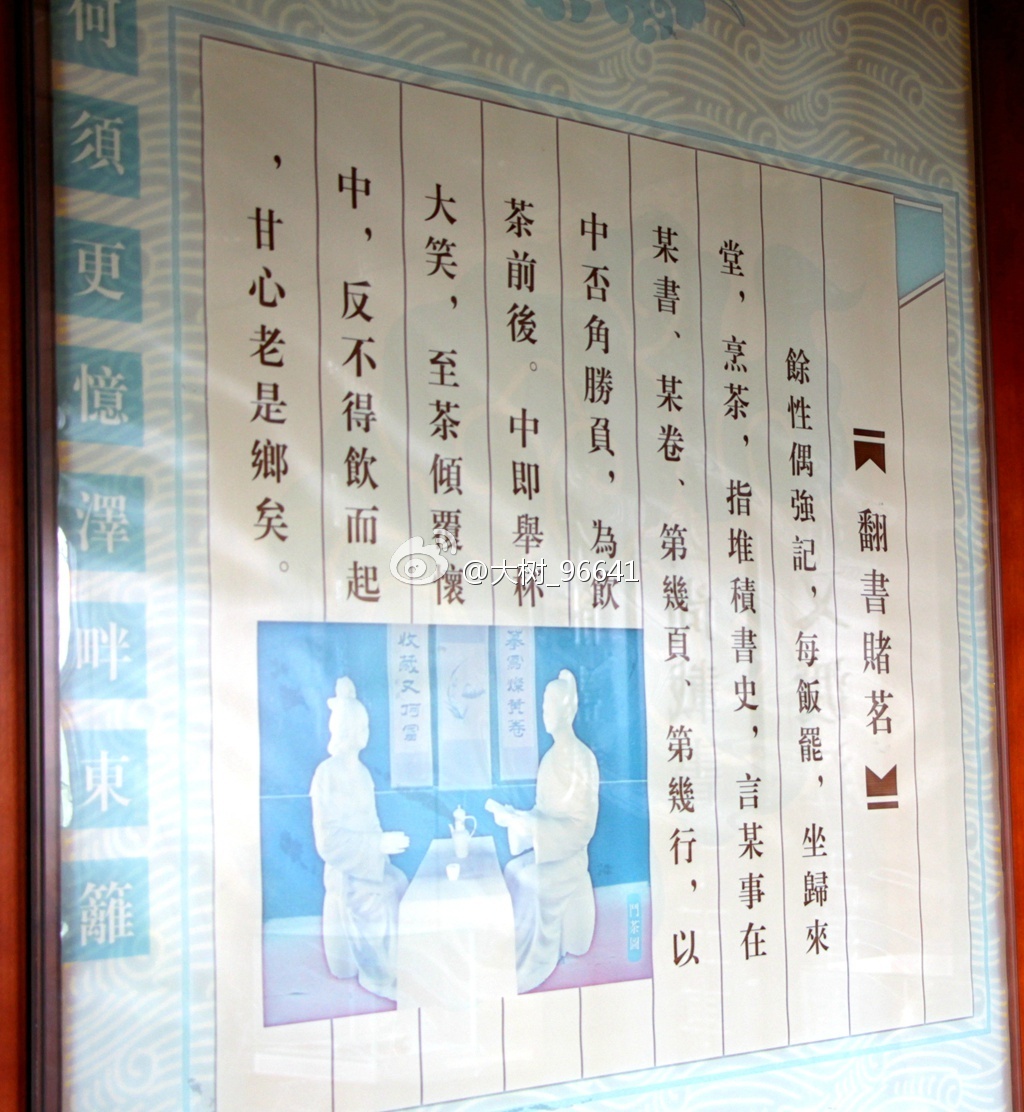 翻書賭茗
餘性偶強記，每飯罷，坐歸來
堂，烹茶，指堆積書史，言某事在
某書、某卷、第幾頁、第幾行，以
中否角勝負，為飲
茶前後。中即舉杯
大笑，至茶傾覆懷
中，反不得飲而起
，甘心老是鄉矣。
何須更憶澤畔東籬
門茶圖
@大树_96641